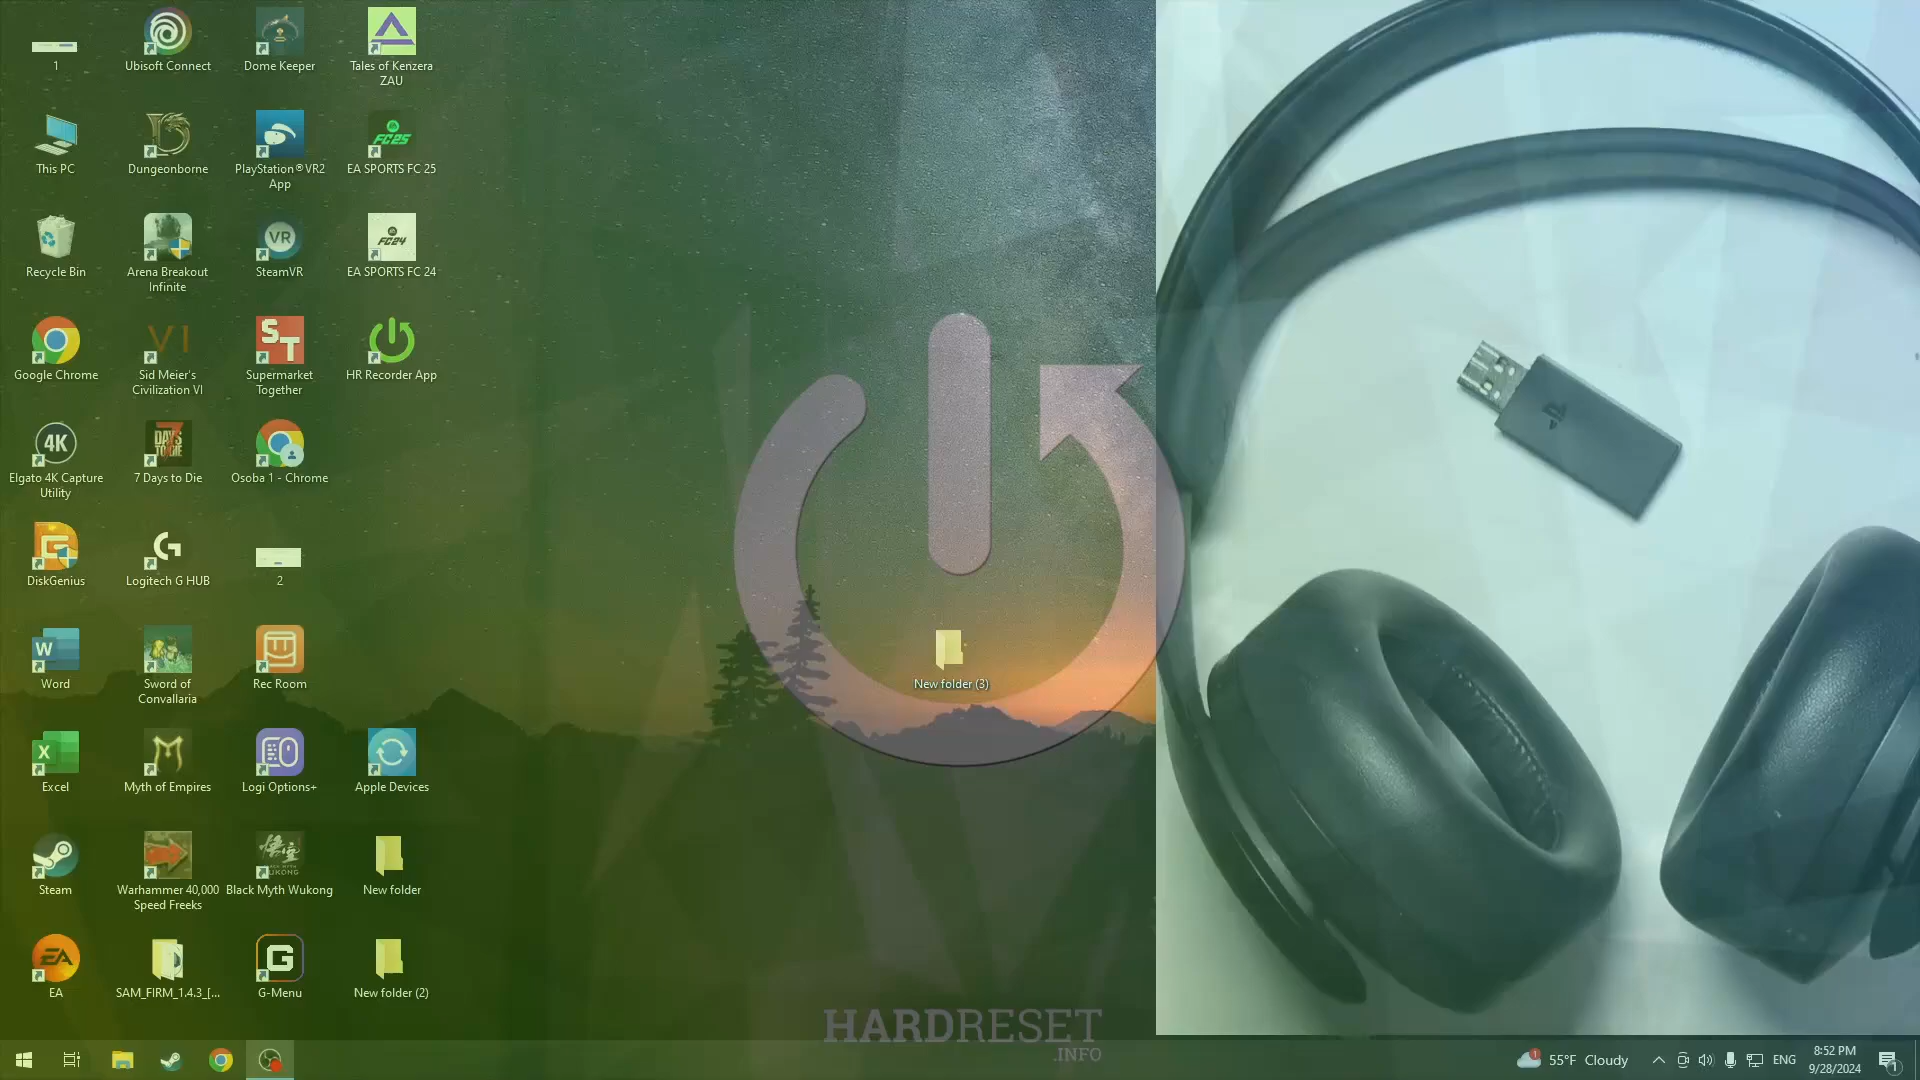 1
Ubisoft Connect
Dome Keeper
Tales of Kenzera
ZAU
This PC
Dungeonborne
PlayStation®VR2
App
EA SPORTS FC 25
Recycle Bin
Arena Breakout
Infinite
SteamVR
EA SPORTS FC 24
Google Chrome
Sid Meier's
Civilization VI
Supermarket
Together
HR Recorder App
Elgato 4K Capture
Utility
7 Days to Die
Osoba 1 - Chrome
DiskGenius
Logitech G HUB
2
Word
Sword of
Convallaria
Rec Room
New folder (3)
Excel
Myth of Empires
Logi Options+
Apple Devices
Steam
Warhammer 40,000
Speed Freeks
Black Myth Wukong
New folder
EA
SAM_FIRM_1.4.3_[...
G-Menu
New folder (2)
HARDRESET
.INFO
55°F Cloudy
ENG
8:52 PM
9/28/2024